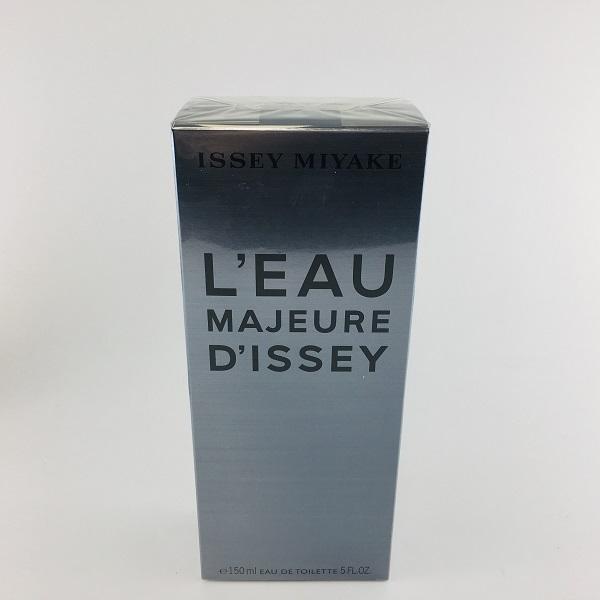 ISSEY MIYAKE
L'EAU
MAJEURE
D'ISSEY
℮150 ml EAU DE TOILETTE 5 FL.OZ.